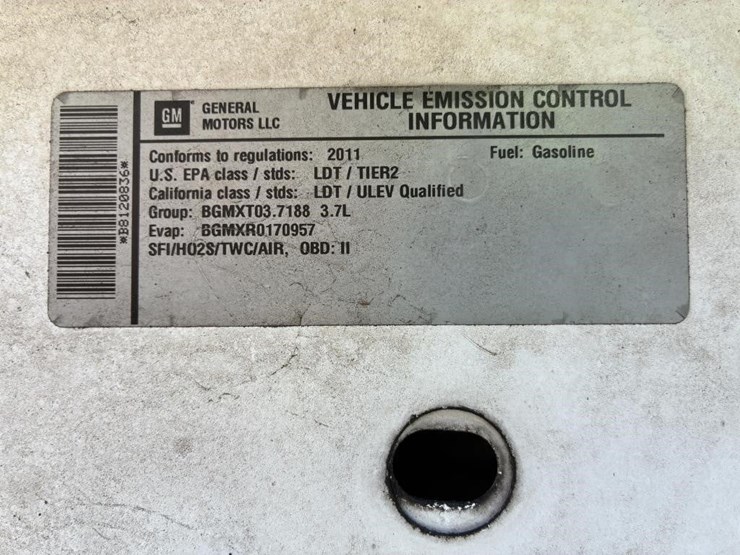 *B8120836*
GM
GENERAL
MOTORS LLC
VEHICLE EMISSION CONTROL
INFORMATION
Conforms to regulations: 2011
Fuel: Gasoline
U.S. EPA class / stds: LDT / TIER2
California class / stds: LDT / ULEV Qualified
Group: BGMXT03.7188 3.7L
Evap: BGMXR0170957
SFI/HO2S/TWC/AIR, OBD: II